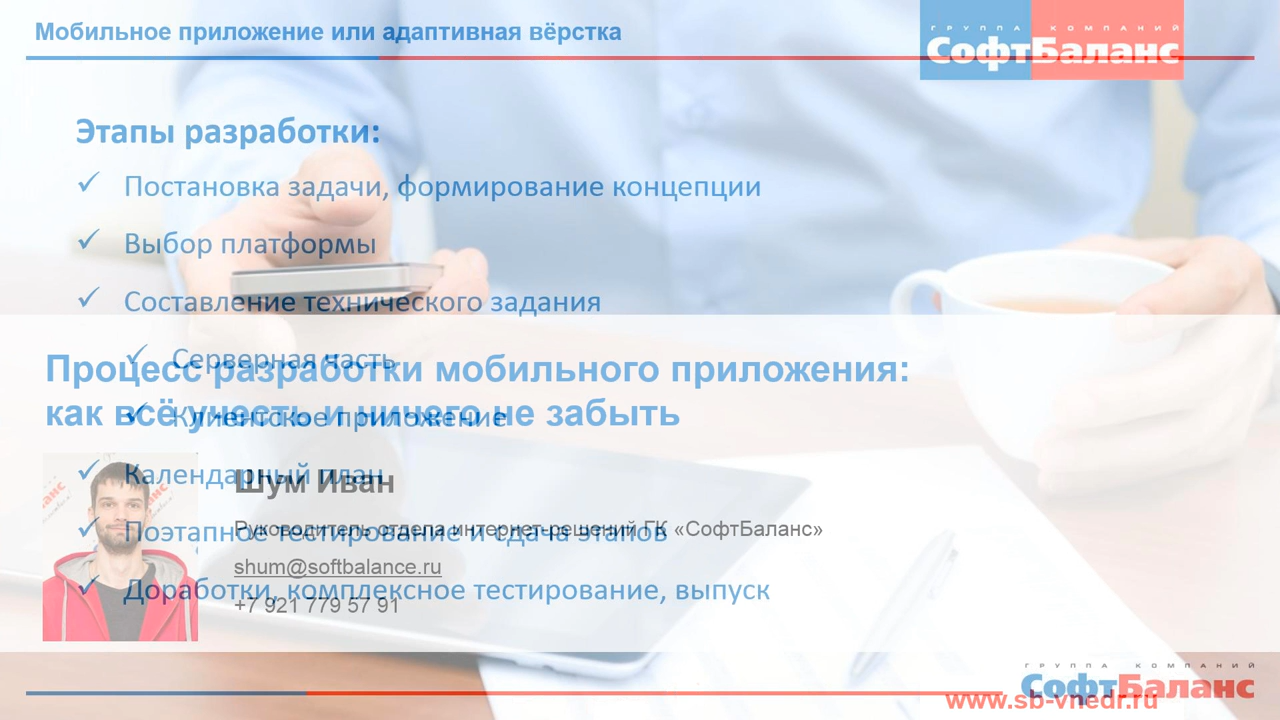 Мобильное приложение или адаптивная вёрстка
ГРУППА КОМПАНИЙ
СофтБаланс
Этапы разработки:
Постановка задачи, формирование концепции
Выбор платформы
Составление технического задания
Серверная часть
Процесс разработки мобильного приложения:
как всё учесть и ничего не забыть
Клиентское приложение
Календарный план
Шум Иван
Руководитель отдела интернет-решений ГК «СофтБаланс»
Поэтапное тестирование и сдача этапов
shum@softbalance.ru
Доработки, комплексное тестирование, выпуск
+7 921 779 57 91
ГРУППА КОМПАНИЙ
СофтБаланс
www.sb-vnedr.ru